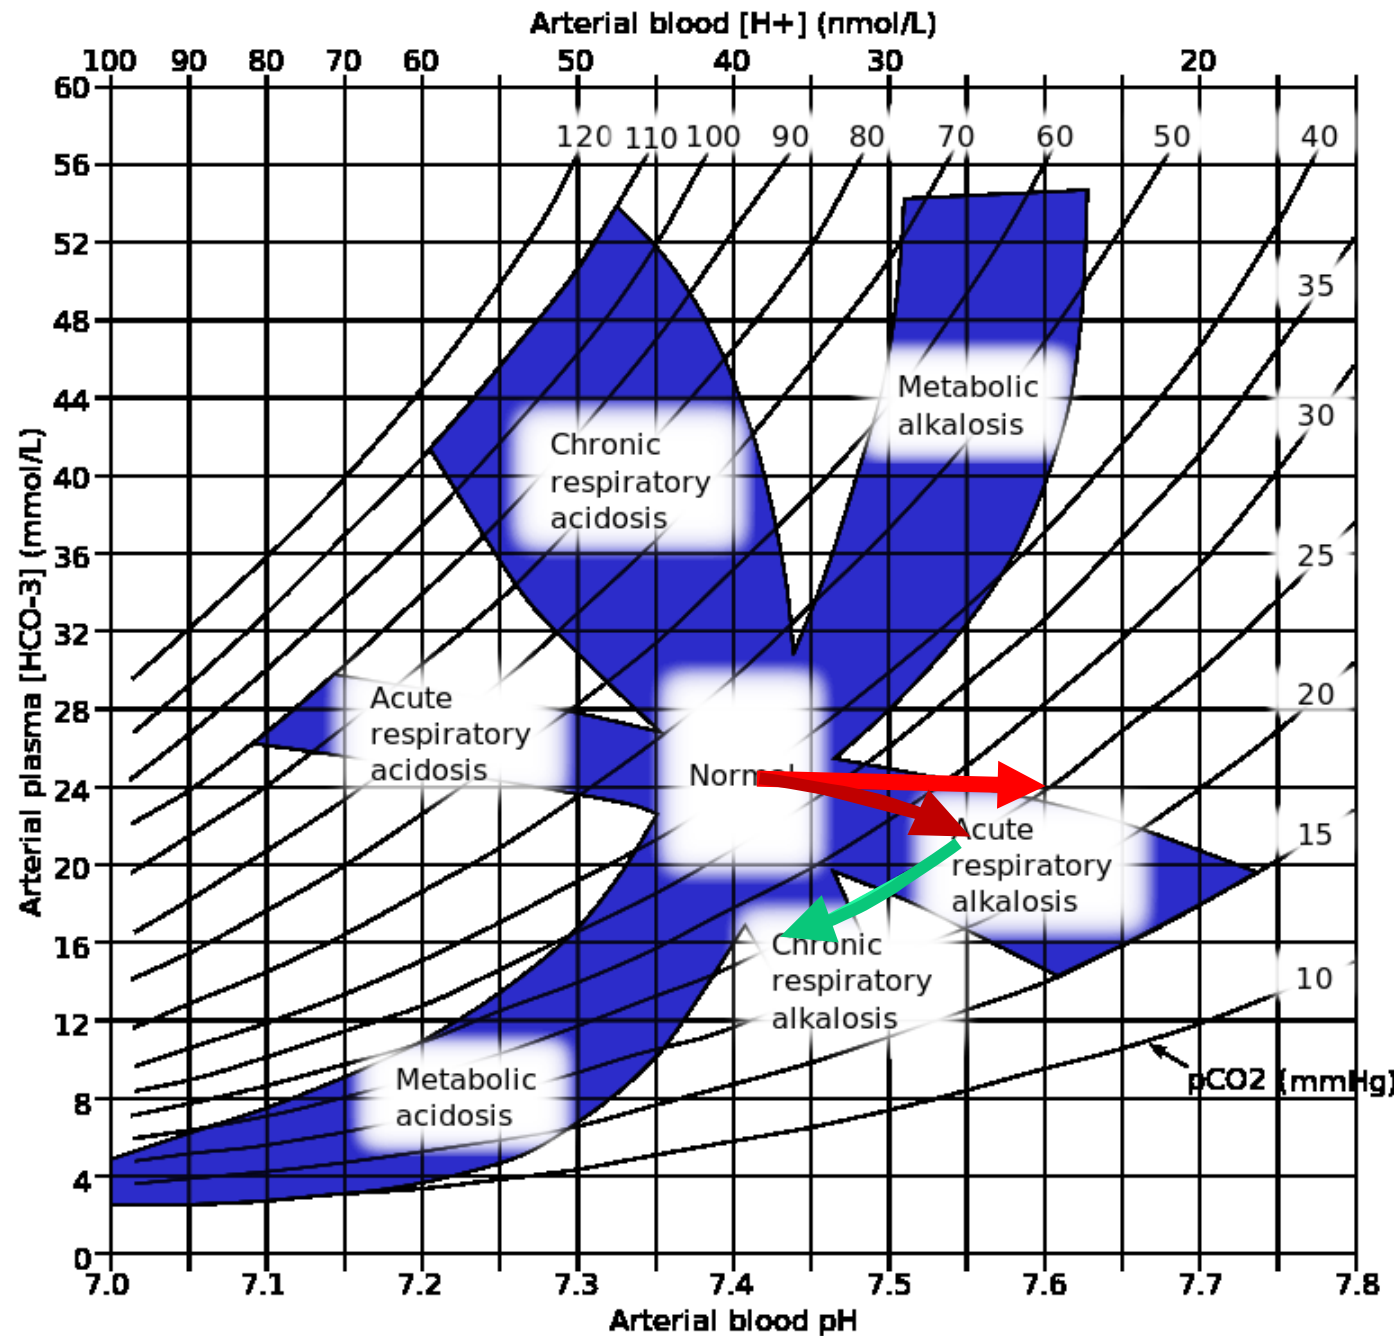 Arterial blood [H+] (nmol/L)
100 90 80 70 60 50 40 30 20
60
120 110 100 90 80 70 60 50 40
56
52
35
48
Metabolic
alkalosis
44
30
Chronic
respiratory
acidosis
40
36
25
32
Acute
respiratory
acidosis
28
20
Normal
24
Acute
respiratory
alkalosis
15
20
16
Chronic
respiratory
alkalosis
10
12
Metabolic
acidosis
pCO2 (mmHg)
8
4
0
7.0 7.1 7.2 7.3 7.4 7.5 7.6 7.7 7.8
Arterial blood pH
Arterial plasma [HCO-3] (mmol/L)